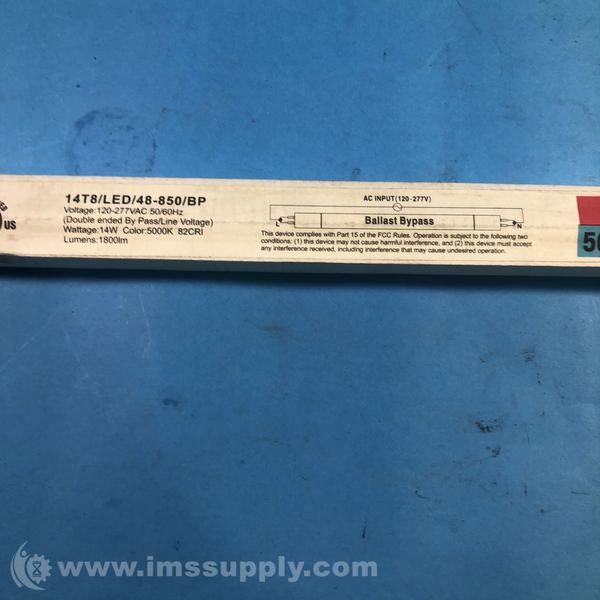 US
14T8/LED/48-850/BP
Voltage:120-277VAC 50/60Hz
(Double ended By Pass/Line Voltage)
Wattage:14W Color:5000K 82CRI
Lumens:1800lm
AC INPUT(120-277V)
L
Ballast Bypass
N
This device complies with Part 15 of the FCC Rules. Operation is subject to the following two
conditions: (1) this device may not cause harmful interference, and (2) this device must accept
any interference received, including interference that may cause undesired operation.
50
www.imssupply.com